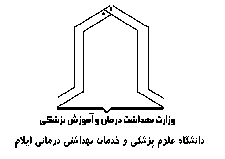 وزارت بهداشت درمان و آموزش پزشکی
دانشگاه علوم پزشکی و خدمات بهداشتی درمانی ایلام